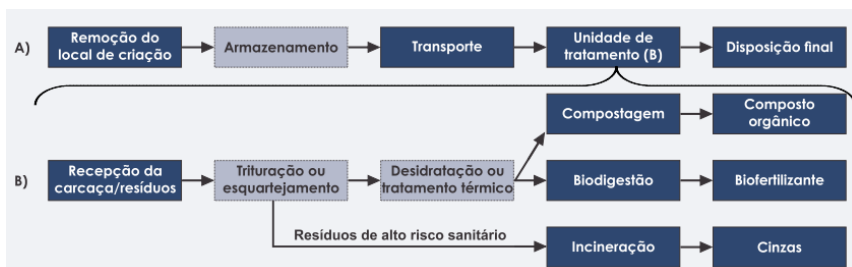 A)
Remoção do
local de criação
Armazenamento
Transporte
Unidade de
tratamento (B)
Disposição final
B)
Recepção da
carcaça/resíduos
Trituração ou
esquartejamento
Desidratação ou
tratamento térmico
Compostagem
Composto
orgânico
Biodigestão
Biofertilizante
Resíduos de alto risco sanitário
Incineração
Cinzas